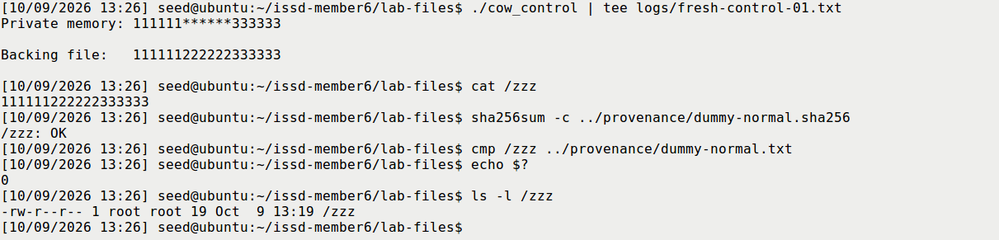 [10/09/2026 13:26] seed@ubuntu:~/issd-member6/lab-files$ ./cow_control | tee logs/fresh-control-01.txt
Private memory: 111111******333333
Backing file:   111111222222333333
[10/09/2026 13:26] seed@ubuntu:~/issd-member6/lab-files$ cat /zzz
111111222222333333
[10/09/2026 13:26] seed@ubuntu:~/issd-member6/lab-files$ sha256sum -c ../provenance/dummy-normal.sha256
/zzz: OK
[10/09/2026 13:26] seed@ubuntu:~/issd-member6/lab-files$ cmp /zzz ../provenance/dummy-normal.txt
[10/09/2026 13:26] seed@ubuntu:~/issd-member6/lab-files$ echo $?
0
[10/09/2026 13:26] seed@ubuntu:~/issd-member6/lab-files$ ls -l /zzz
-rw-r--r-- 1 root root 19 Oct  9 13:19 /zzz
[10/09/2026 13:26] seed@ubuntu:~/issd-member6/lab-files$